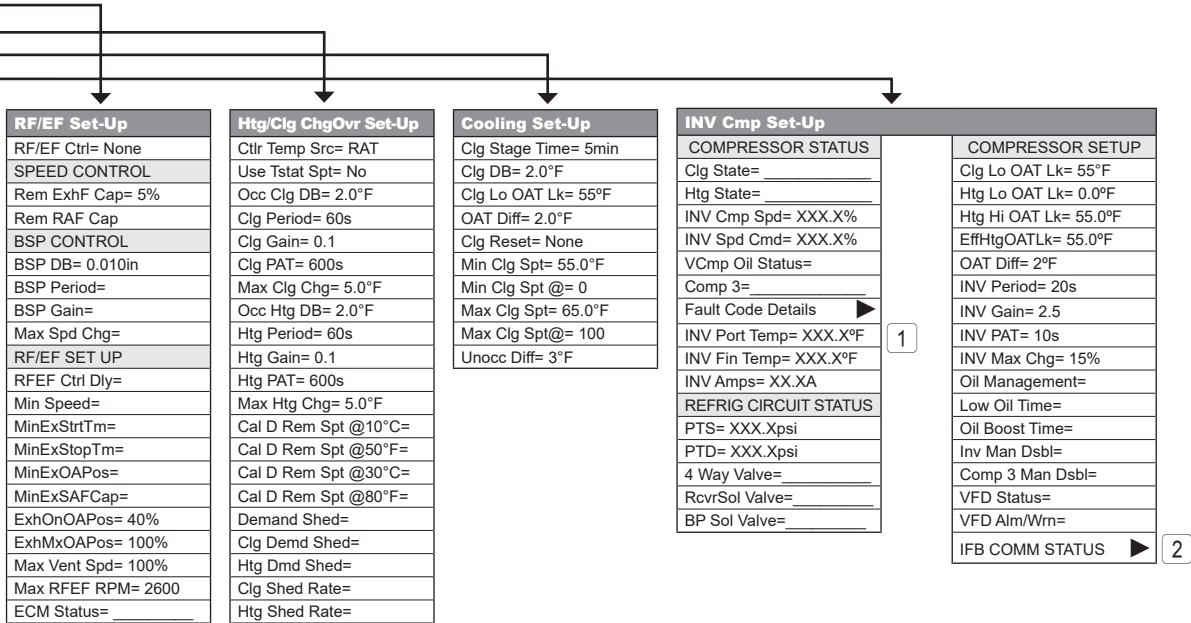 RF/EF Set-Up
RF/EF Ctrl= None
SPEED CONTROL
Rem ExhF Cap= 5%
Rem RAF Cap
BSP CONTROL
BSP DB= 0.010in
BSP Period=
BSP Gain=
Max Spd Chg=
RF/EF SET UP
RFEF Ctrl Dly=
Min Speed=
MinExStrtTm=
MinExStopTm=
MinExOAPos=
MinExSAFCap=
ExhOnOAPos= 40%
ExhMxOAPos= 100%
Max Vent Spd= 100%
Max RFEF RPM= 2600
ECM Status= _________
Htg/Clg ChgOvr Set-Up
Ctlr Temp Src= RAT
Use Tstat Spt= No
Occ Clg DB= 2.0°F
Clg Period= 60s
Clg Gain= 0.1
Clg PAT= 600s
Max Clg Chg= 5.0°F
Occ Htg DB= 2.0°F
Htg Period= 60s
Htg Gain= 0.1
Htg PAT= 600s
Max Htg Chg= 5.0°F
Cal D Rem Spt @10°C=
Cal D Rem Spt @50°F=
Cal D Rem Spt @30°C=
Cal D Rem Spt @80°F=
Demand Shed=
Clg Demd Shed=
Htg Dmd Shed=
Clg Shed Rate=
Htg Shed Rate=
Cooling Set-Up
Clg Stage Time= 5min
Clg DB= 2.0°F
Clg Lo OAT Lk= 55ºF
OAT Diff= 2.0°F
Clg Reset= None
Min Clg Spt= 55.0°F
Min Clg Spt @= 0
Max Clg Spt= 65.0°F
Max Clg Spt@= 100
Unocc Diff= 3°F
INV Cmp Set-Up
COMPRESSOR STATUS
Clg State= ____________
Htg State=____________
INV Cmp Spd= XXX.X%
INV Spd Cmd= XXX.X%
VCmp Oil Status=
Comp 3=_____________
Fault Code Details ▶
INV Port Temp= XXX.XºF
1
INV Fin Temp= XXX.XºF
INV Amps= XX.XA
REFRIG CIRCUIT STATUS
PTS= XXX.Xpsi
PTD= XXX.Xpsi
4 Way Valve=__________
RcvrSol Valve=_________
BP Sol Valve=_________
COMPRESSOR SETUP
Clg Lo OAT Lk= 55°F
Htg Lo OAT Lk= 0.0ºF
Htg Hi OAT Lk= 55.0ºF
EffHtgOATLk= 55.0ºF
OAT Diff= 2ºF
INV Period= 20s
INV Gain= 2.5
INV PAT= 10s
INV Max Chg= 15%
Oil Management=
Low Oil Time=
Oil Boost Time=
Inv Man Dsbl=
Comp 3 Man Dsbl=
VFD Status=
VFD Alm/Wrn=
IFB COMM STATUS ▶
2